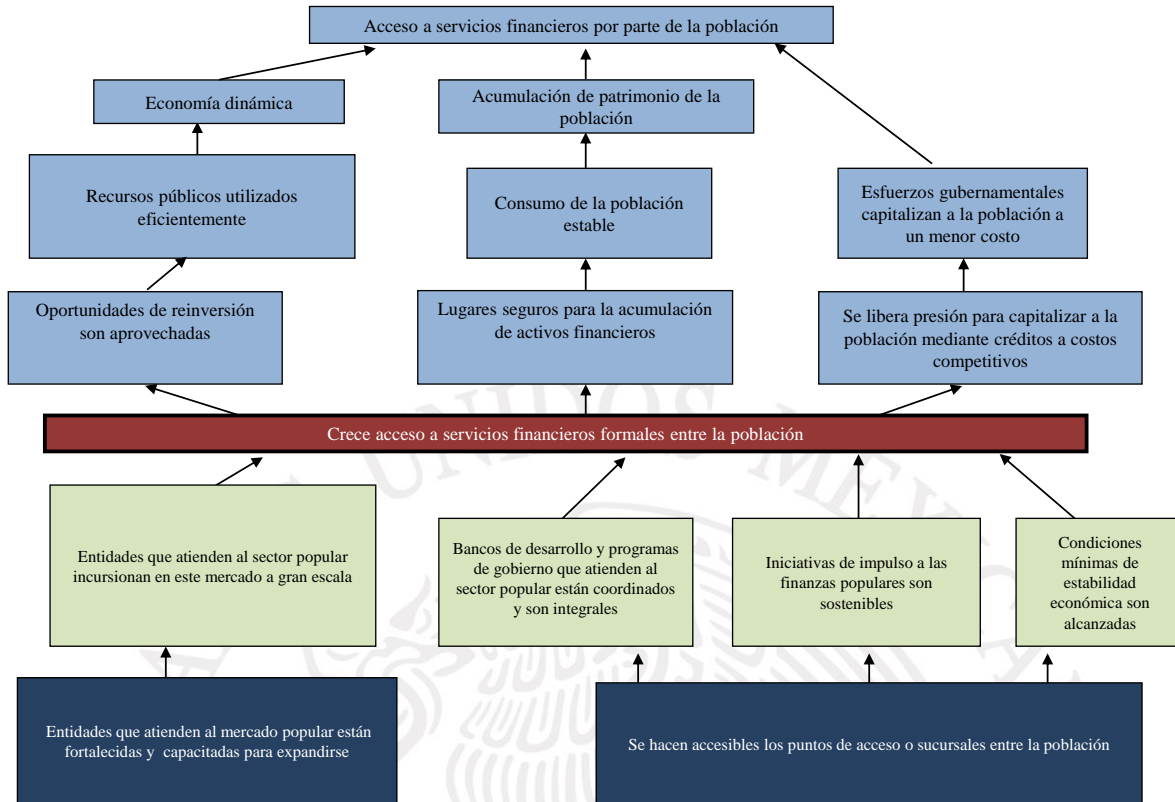 Acceso a servicios financieros por parte de la población
Economía dinámica
Acumulación de patrimonio de la
población
Recursos públicos utilizados
eficientemente
Consumo de la población
estable
Esfuerzos gubernamentales
capitalizan a la población a
un menor costo
Oportunidades de reinversión
son aprovechadas
Lugares seguros para la acumulación
de activos financieros
Se libera presión para capitalizar a la
población mediante créditos a costos
competitivos
Crece acceso a servicios financieros formales entre la población
Entidades que atienden al sector popular
incursionan en este mercado a gran escala
Bancos de desarrollo y programas
de gobierno que atienden al
sector popular están coordinados
y son integrales
Iniciativas de impulso a las
finanzas populares son
sostenibles
Condiciones
mínimas de
estabilidad
económica son
alcanzadas
Entidades que atienden al mercado popular están
fortalecidas y capacitadas para expandirse
Se hacen accesibles los puntos de acceso o sucursales entre la población
UNIDOS